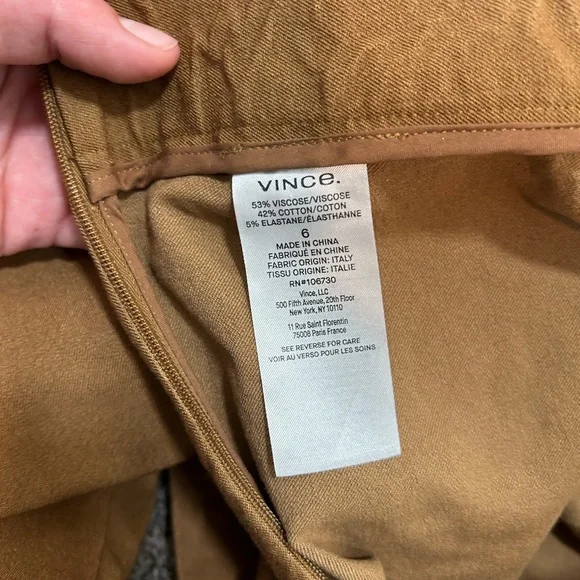 VINCE.
53% VISCOSE/VISCOSE
42% COTTON/COTON
5% ELASTANE/ÉLASTHANNE
6
MADE IN CHINA
FABRIQUÉ EN CHINE
FABRIC ORIGIN: ITALY
TISSU ORIGINE: ITALIE
RN#106730
Vince, LLC
500 Fifth Avenue, 20th Floor
New York, NY 10110
11 Rue Saint Florentin
75008 Paris France
SEE REVERSE FOR CARE
VOIR AU VERSO POUR LES SOINS